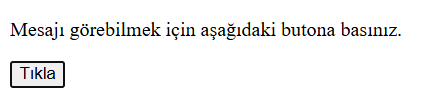 Mesajı görebilmek için aşağıdaki butona basınız.
Tıkla